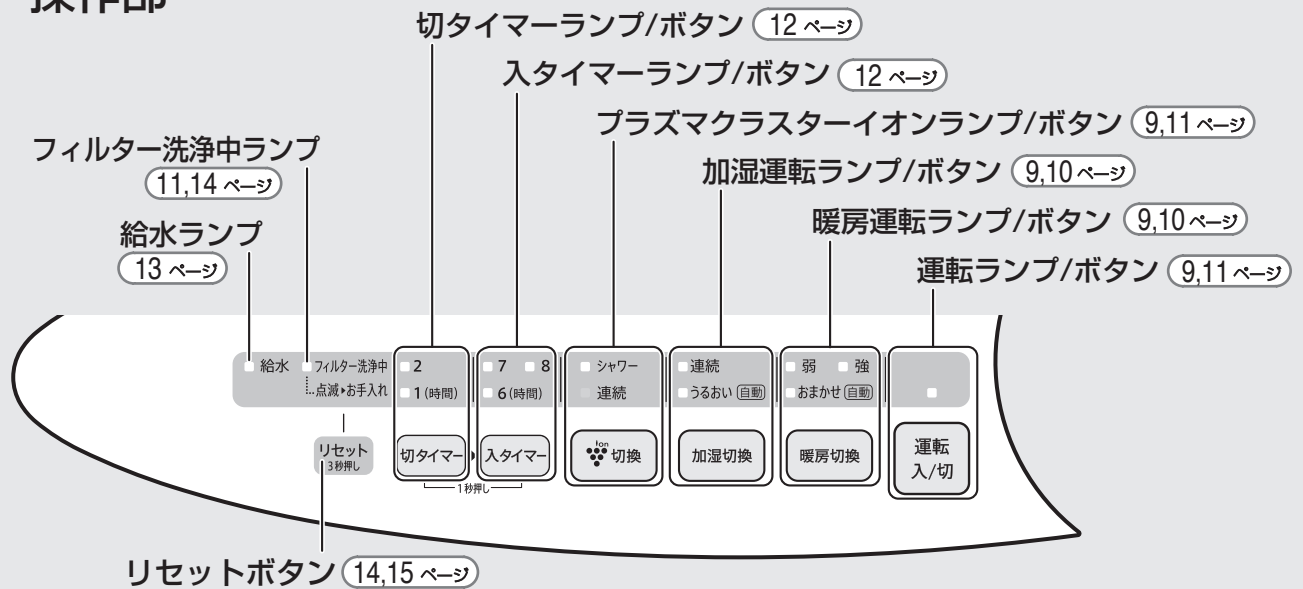 操作部
切タイマーランプ/ボタン 12 ページ
入タイマーランプ/ボタン 12 ページ
プラズマクラスターイオンランプ/ボタン 9,11 ページ
フィルター洗浄中ランプ
11,14 ページ
加湿運転ランプ/ボタン 9,10 ページ
給水ランプ
13 ページ
暖房運転ランプ/ボタン 9,10 ページ
運転ランプ/ボタン 9,11 ページ
給水 フィルター洗浄中 2 7 8 シャワー 連続 弱 強
点滅▸お手入れ 1(時間) 6(時間) 連続 うるおい 自動 おまかせ 自動
リセット
3秒押し
切タイマー 入タイマー
1秒押し
ion
切換
加湿切換
暖房切換
運転
入/切
リセットボタン 14,15 ページ